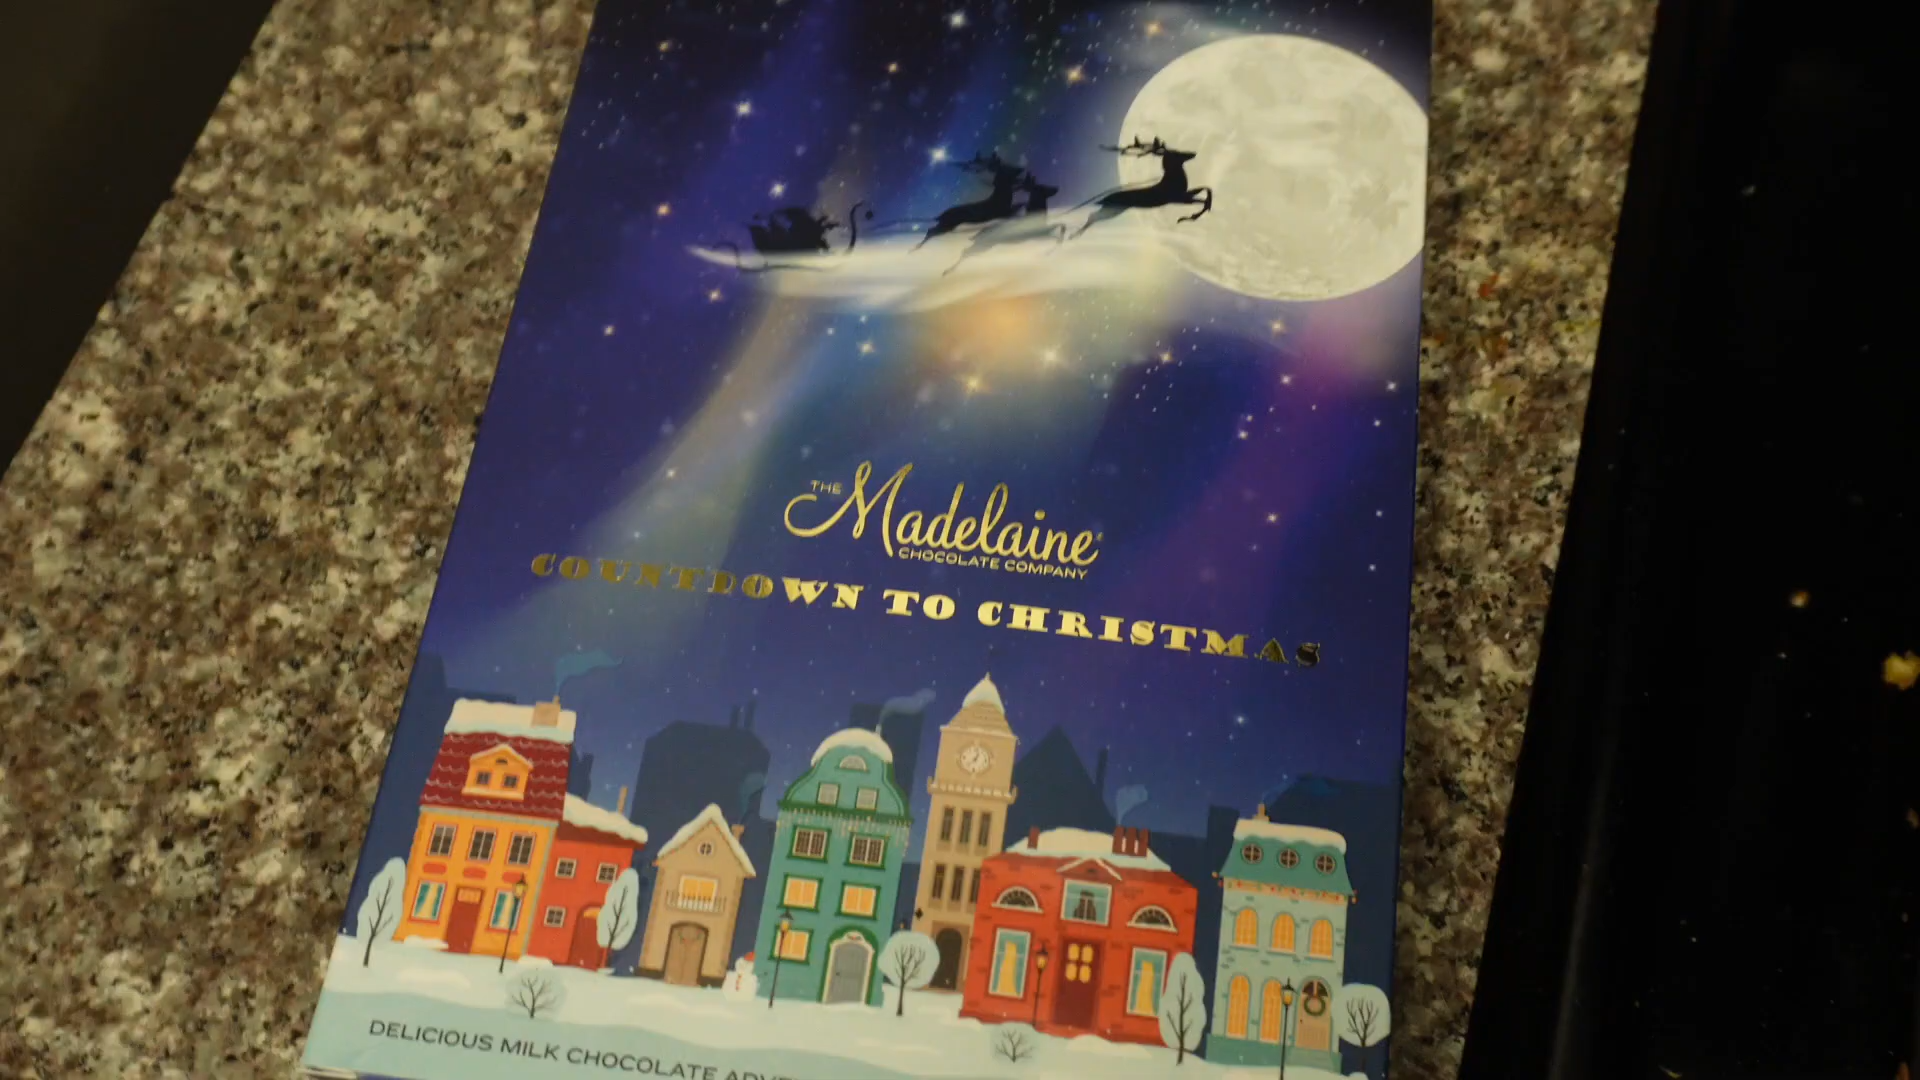 THE Madelaine
CHOCOLATE COMPANY
COUNTDOWN TO CHRISTMAS
DELICIOUS MILK CHOCOLATE